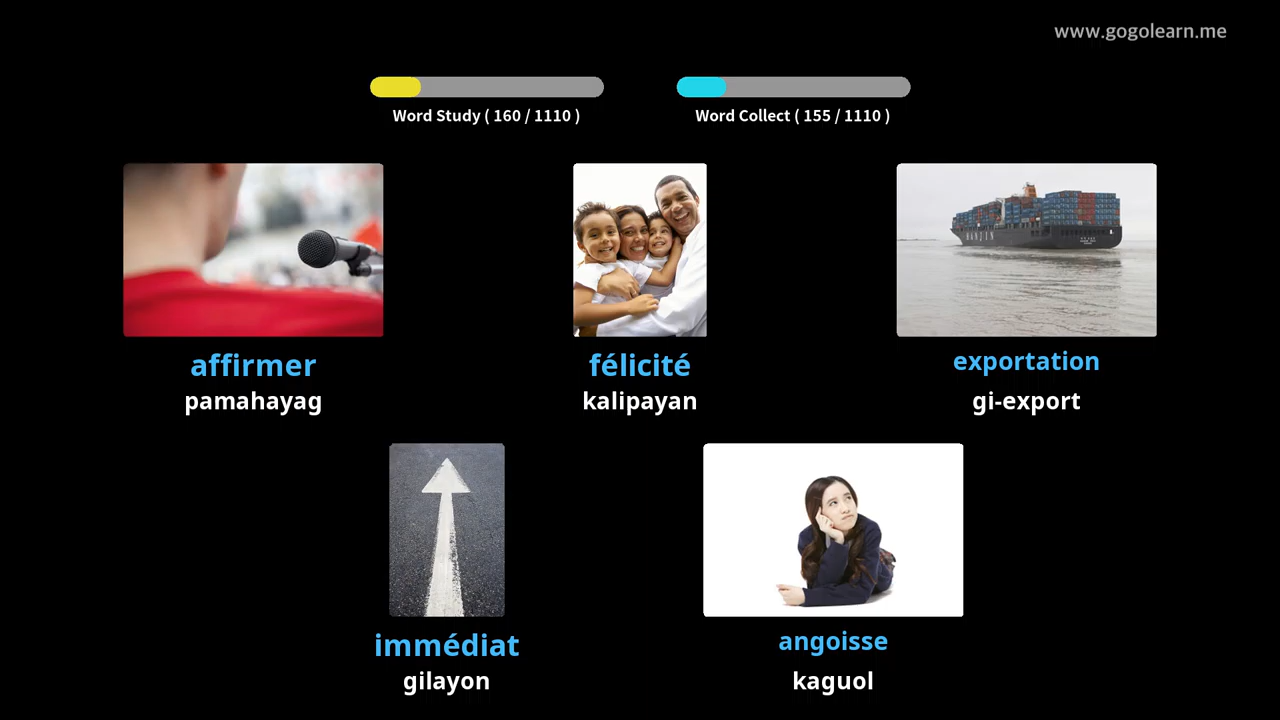 www.gogolearn.me
Word Study ( 160 / 1110 )
Word Collect ( 155 / 1110 )
HANJIN
affirmer
pamahayag
félicité
kalipayan
exportation
gi-export
immédiat
gilayon
angoisse
kaguol